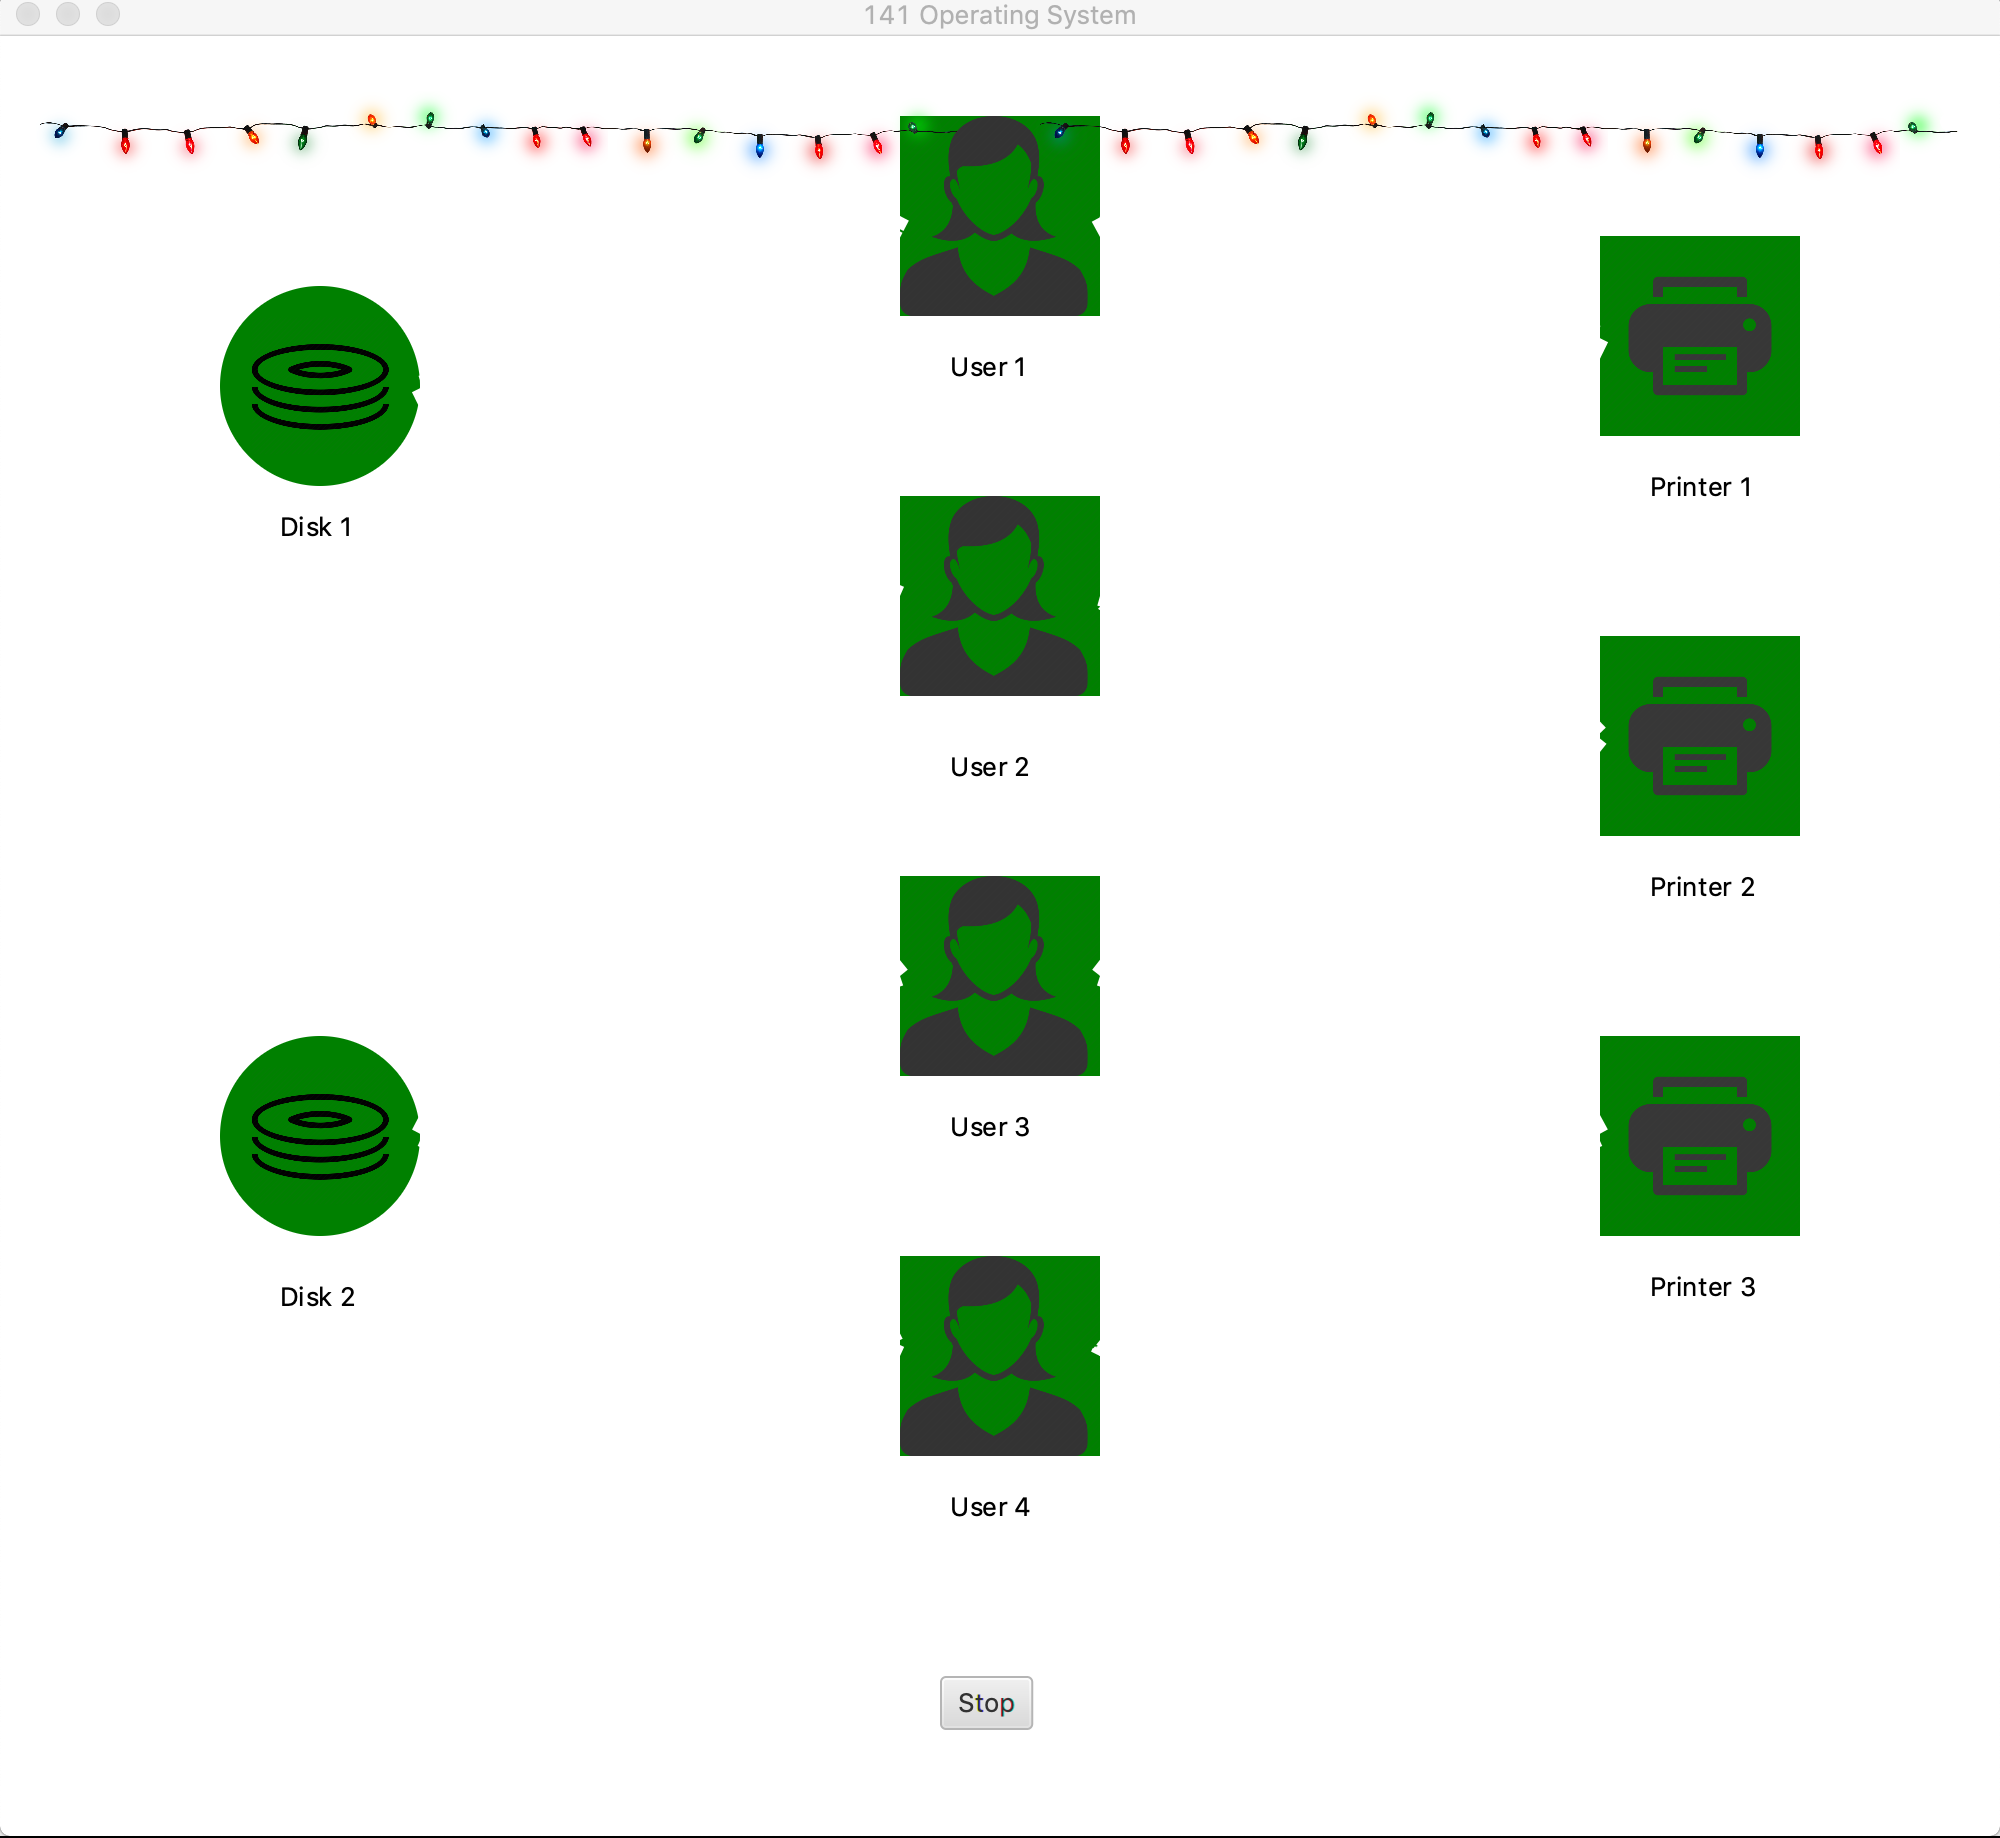 141 Operating System
User 1
Printer 1
Disk 1
User 2
Printer 2
User 3
Printer 3
Disk 2
User 4
Stop